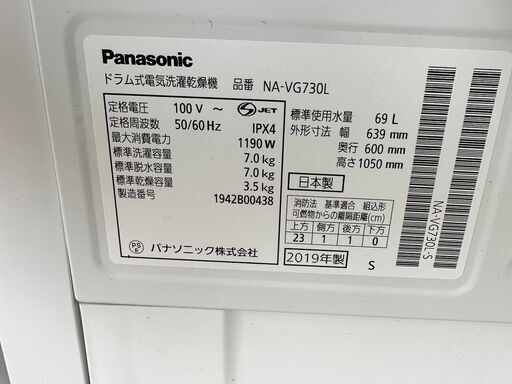 Panasonic
ドラム式電気洗濯乾燥機 品番 NA-VG730L
定格電圧 100 V ～ S JET
定格周波数 50/60 Hz IPX4
最大消費電力 1190 W
標準洗濯容量 7.0 kg
標準脱水容量 7.0 kg
標準乾燥容量 3.5 kg
製造番号 1942B00438
PSE パナソニック株式会社
標準使用水量 69 L
外形寸法 幅 639 mm
奥行 600 mm
高さ 1050 mm
日本製
消防法 基準適合 組込形
可燃物からの離隔距離(cm)
上方 左方 後方 下方
23 1 1 0
2019年製 S
NA-VG730L-S